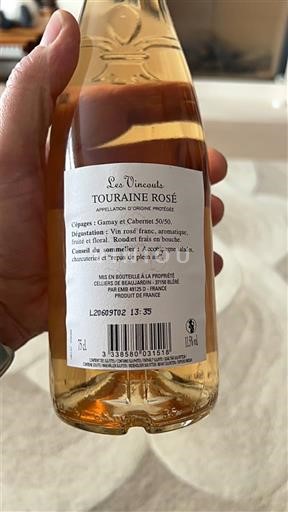 Les Vincouts
TOURAINE ROSÉ
APPELLATION D'ORIGINE PROTÉGÉE
Cépages : Gamay et Cabernet 50/50.
Dégustation : Vin rosé franc, aromatique,
fruité et floral. Rond et frais en bouche.
Conseil du sommelier : Accompagne
charcuteries et repas de plein air.
MIS EN BOUTEILLE À LA PROPRIÉTÉ
CELLIERS DE BEAUJARDIN - 37150 BLÉRÉ
PAR EMB 49125 D - FRANCE
PRODUIT DE FRANCE
L20609T02 13:35
75 cl
3 338580 031518
11,5% vol.